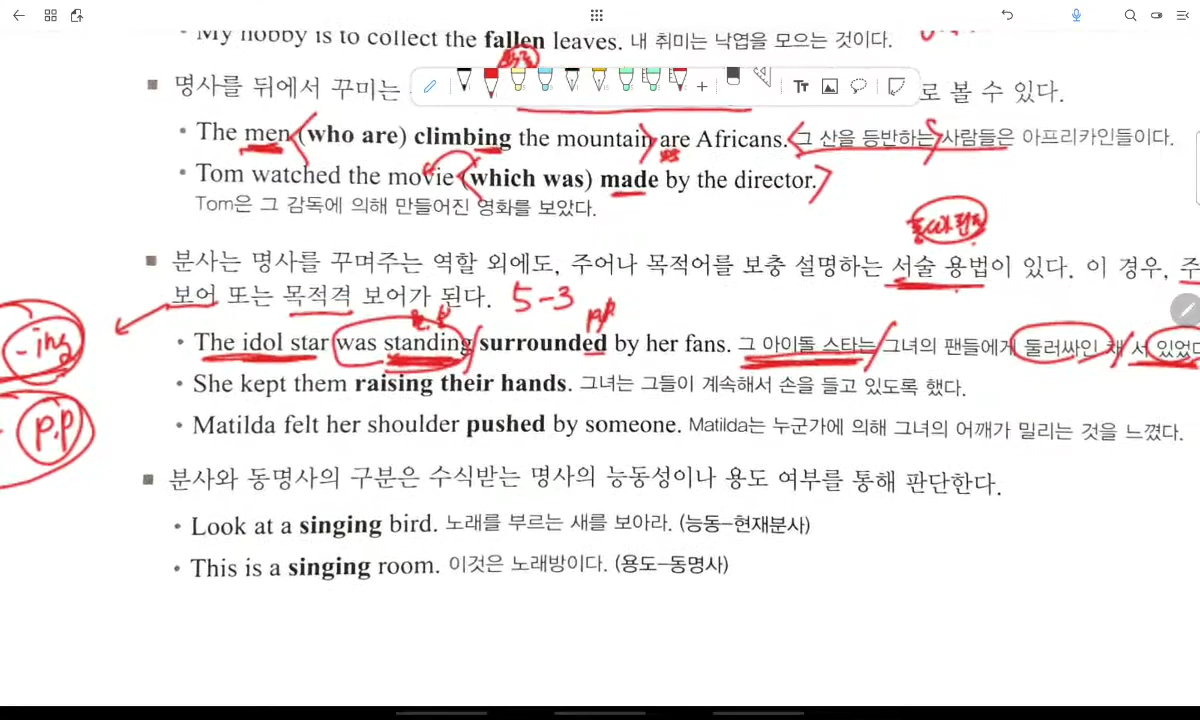 • My hobby is to collect the fallen leaves. 내 취미는 낙엽을 모으는 것이다.
■ 명사를 뒤에서 꾸미는 로 볼 수 있다.
Tт
• The men (who are) climbing the mountain are Africans. 그 산을 등반하는 사람들은 아프리카인들이다.
• Tom watched the movie (which was) made by the director.
Tom은 그 감독에 의해 만들어진 영화를 보았다.
■ 분사는 명사를 꾸며주는 역할 외에도, 주어나 목적어를 보충 설명하는 서술 용법이 있다. 이 경우, 주
보어 또는 목적격 보어가 된다. 5-3
p.p
-ing
• The idol star was standing surrounded by her fans. 그 아이돌 스타는 그녀의 팬들에게 둘러싸인 채 서 있었다
• She kept them raising their hands. 그녀는 그들이 계속해서 손을 들고 있도록 했다.
p.p
• Matilda felt her shoulder pushed by someone. Matilda는 누군가에 의해 그녀의 어깨가 밀리는 것을 느꼈다.
■ 분사와 동명사의 구분은 수식받는 명사의 능동성이나 용도 여부를 통해 판단한다.
• Look at a singing bird. 노래를 부르는 새를 보아라. (능동-현재분사)
• This is a singing room. 이것은 노래방이다. (용도-동명사)